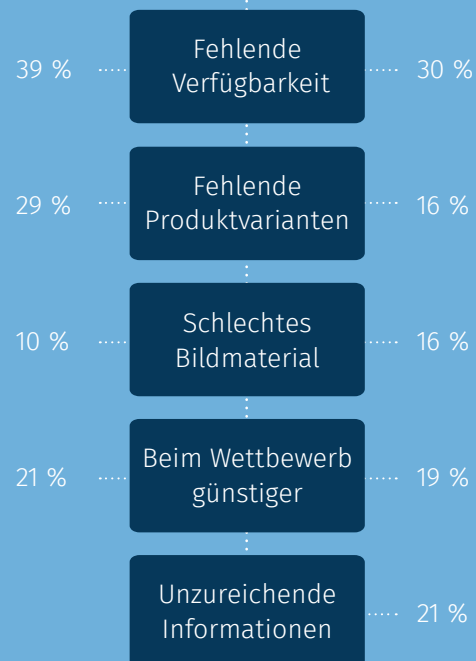 39 %
Fehlende
Verfügbarkeit
30 %
29 %
Fehlende
Produktvarianten
16 %
10 %
Schlechtes
Bildmaterial
16 %
21 %
Beim Wettbewerb
günstiger
19 %
Unzureichende
Informationen
21 %